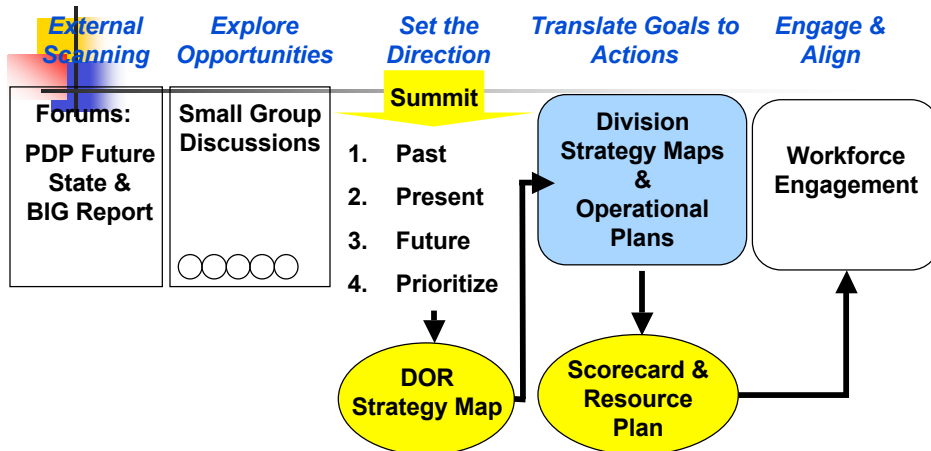 External
Scanning
Explore
Opportunities
Set the
Direction
Translate Goals to
Actions
Engage &
Align
Forums:
PDP Future
State &
BIG Report
Small Group
Discussions
Summit
1. Past
2. Present
3. Future
4. Prioritize
DOR
Strategy Map
Division
Strategy Maps
&
Operational
Plans
Scorecard &
Resource
Plan
Workforce
Engagement